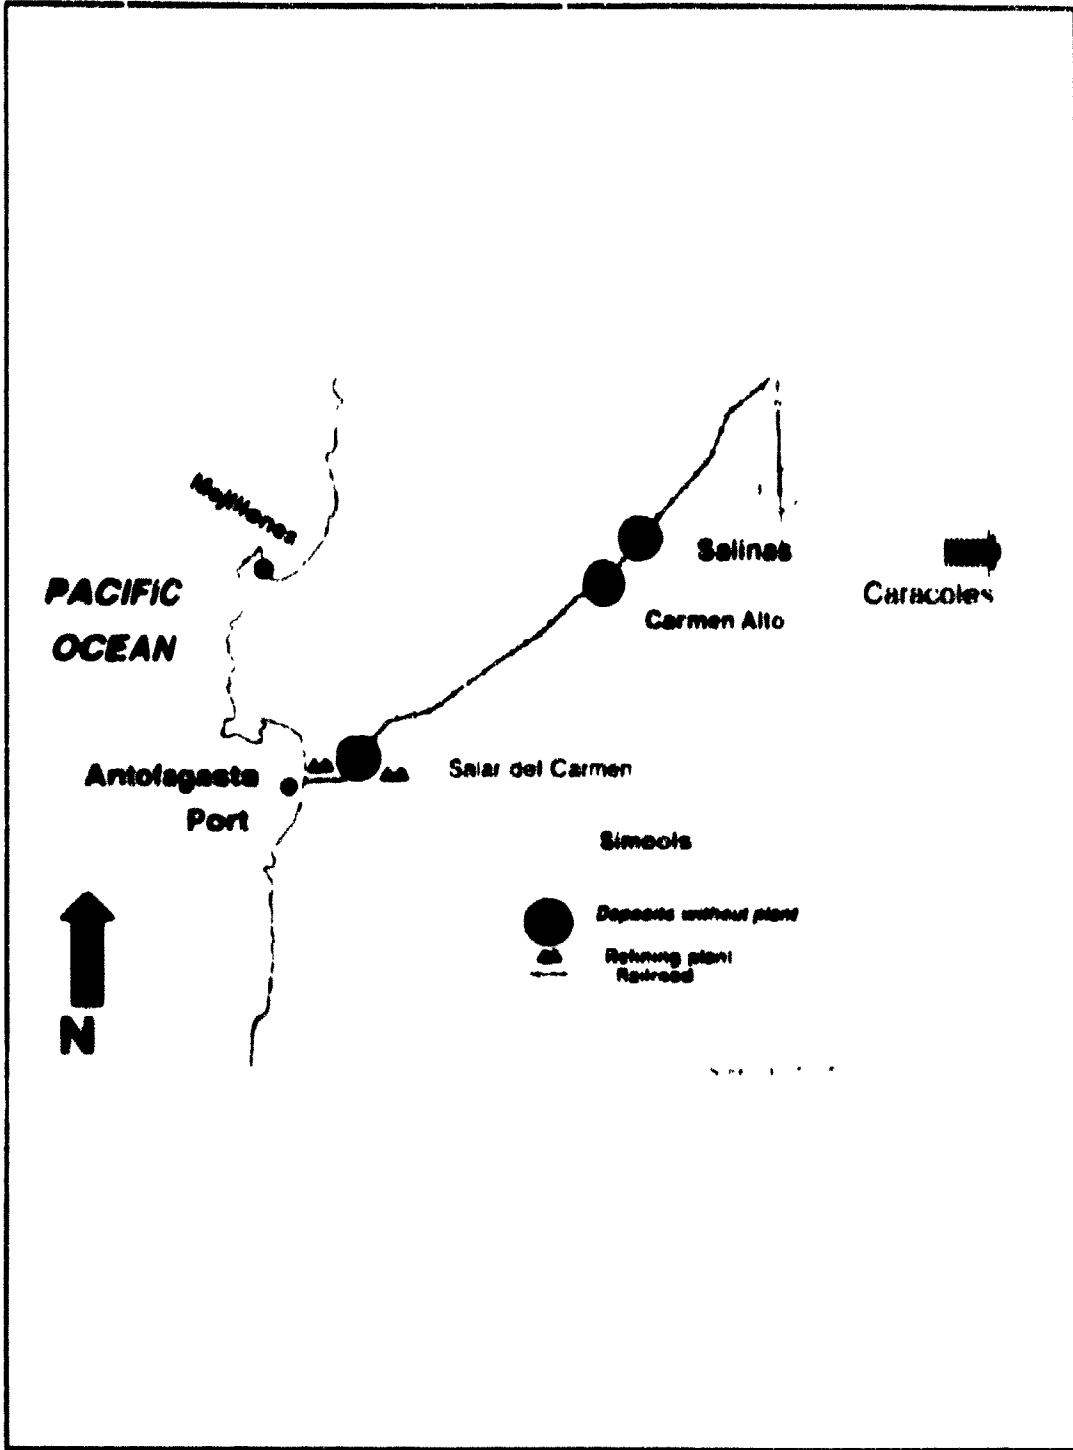 Mejillones
PACIFIC
OCEAN
Salinas
Caracoles
Carmen Alto
Antofagasta
Port
Salar del Carmen
Simbols
Deposits without plant
Refining plant
Railroad
N